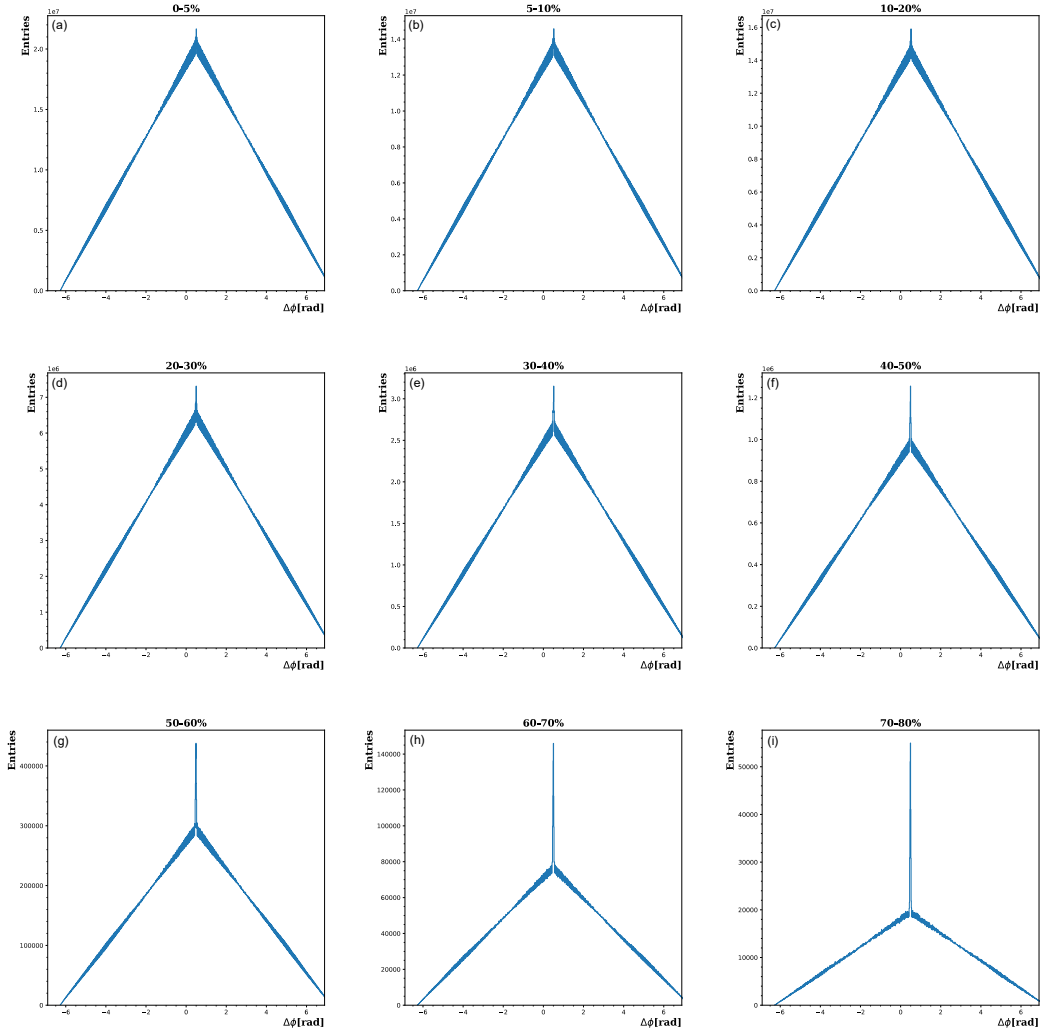 0–5%
1e7
(a)
Entries
2.0
1.5
1.0
0.5
0.0
−6 −4 −2 0 2 4 6
Δϕ[rad]
5–10%
1e7
(b)
Entries
1.4
1.2
1.0
0.8
0.6
0.4
0.2
0.0
−6 −4 −2 0 2 4 6
Δϕ[rad]
10–20%
1e7
(c)
Entries
1.6
1.4
1.2
1.0
0.8
0.6
0.4
0.2
0.0
−6 −4 −2 0 2 4 6
Δϕ[rad]
20–30%
1e6
(d)
Entries
7
6
5
4
3
2
1
0
−6 −4 −2 0 2 4 6
Δϕ[rad]
30–40%
1e6
(e)
Entries
3.0
2.5
2.0
1.5
1.0
0.5
0.0
−6 −4 −2 0 2 4 6
Δϕ[rad]
40–50%
1e6
(f)
Entries
1.2
1.0
0.8
0.6
0.4
0.2
0.0
−6 −4 −2 0 2 4 6
Δϕ[rad]
50–60%
(g)
Entries
400000
300000
200000
100000
0
−6 −4 −2 0 2 4 6
Δϕ[rad]
60–70%
(h)
Entries
140000
120000
100000
80000
60000
40000
20000
0
−6 −4 −2 0 2 4 6
Δϕ[rad]
70–80%
(i)
Entries
50000
40000
30000
20000
10000
0
−6 −4 −2 0 2 4 6
Δϕ[rad]